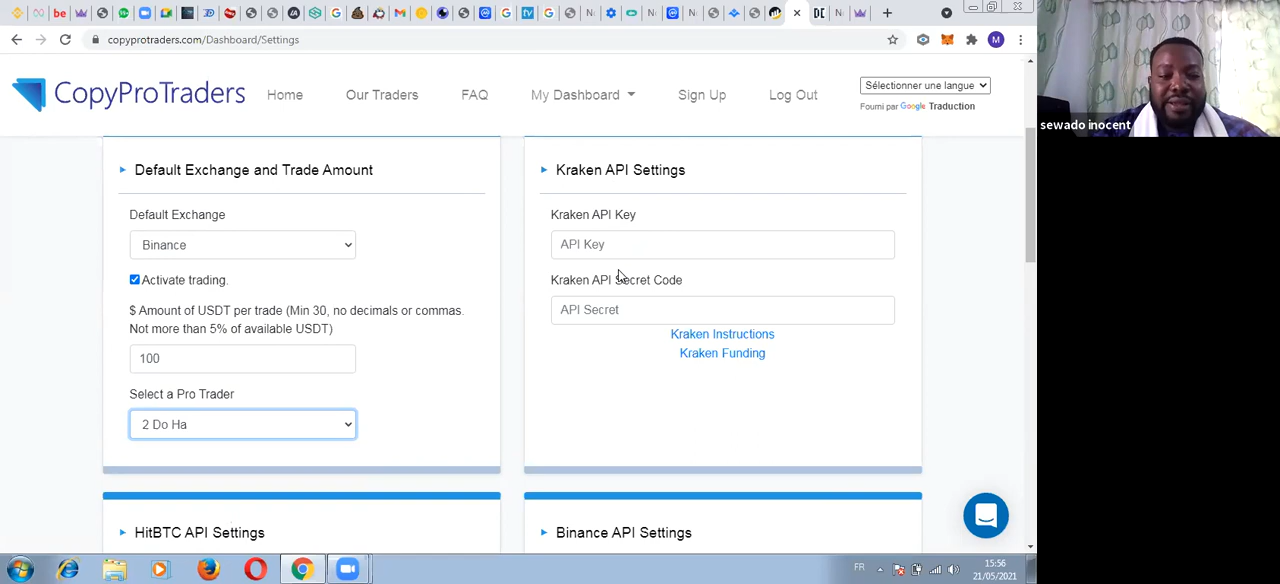 be
copyprotraders.com/Dashboard/Settings
M
CopyProTraders
Home
Our Traders
FAQ
My Dashboard
Sign Up
Log Out
Sélectionner une langue
Fourni par Google Traduction
sewado inocent
Default Exchange and Trade Amount
Default Exchange
Binance
Activate trading.
$ Amount of USDT per trade (Min 30, no decimals or commas.
Not more than 5% of available USDT)
100
Select a Pro Trader
2 Do Ha
Kraken API Settings
Kraken API Key
API Key
Kraken API Secret Code
API Secret
Kraken Instructions
Kraken Funding
HitBTC API Settings
Binance API Settings
FR
15:56
21/05/2021